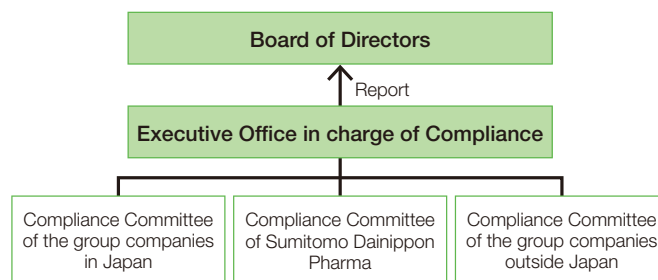 Board of Directors
Report
Executive Office in charge of Compliance
Compliance Committee
of the group companies
in Japan
Compliance Committee
of Sumitomo Dainippon
Pharma
Compliance Committee
of the group companies
outside Japan